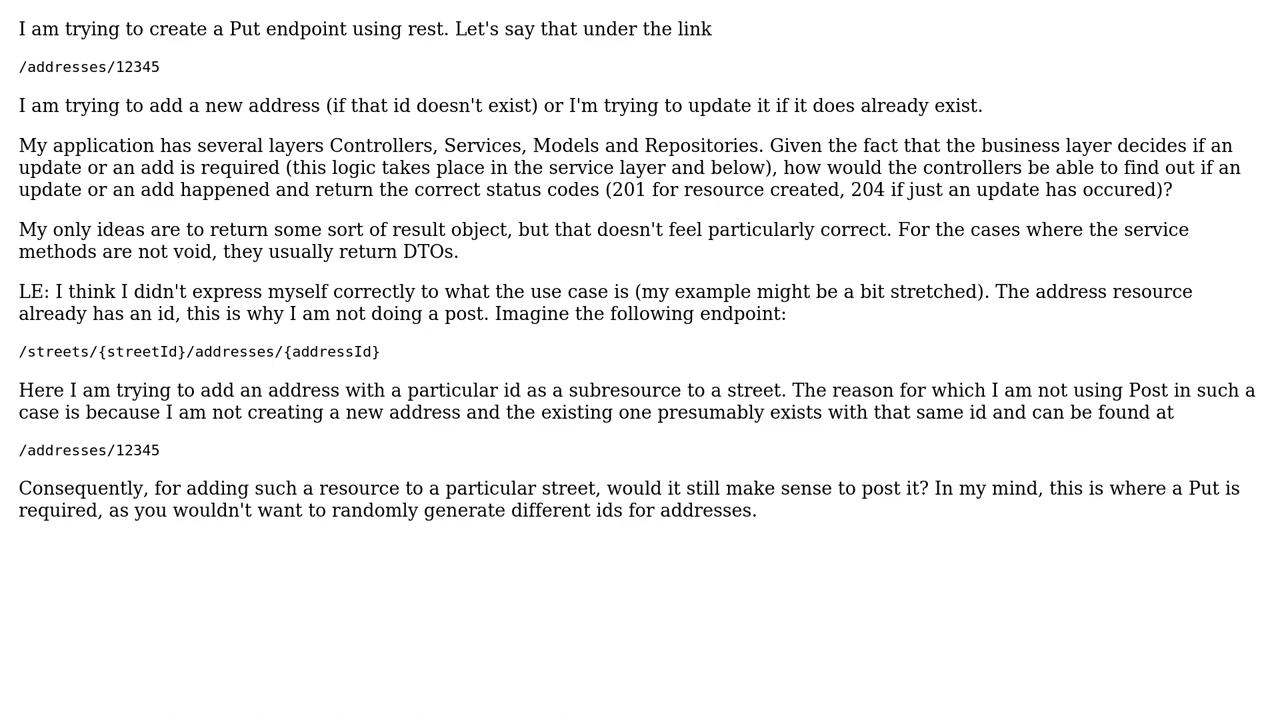 I am trying to create a Put endpoint using rest. Let's say that under the link
/addresses/12345
I am trying to add a new address (if that id doesn't exist) or I'm trying to update it if it does already exist.
My application has several layers Controllers, Services, Models and Repositories. Given the fact that the business layer decides if an
update or an add is required (this logic takes place in the service layer and below), how would the controllers be able to find out if an
update or an add happened and return the correct status codes (201 for resource created, 204 if just an update has occured)?
My only ideas are to return some sort of result object, but that doesn't feel particularly correct. For the cases where the service
methods are not void, they usually return DTOs.
LE: I think I didn't express myself correctly to what the use case is (my example might be a bit stretched). The address resource
already has an id, this is why I am not doing a post. Imagine the following endpoint:
/streets/{streetId}/addresses/{addressId}
Here I am trying to add an address with a particular id as a subresource to a street. The reason for which I am not using Post in such a
case is because I am not creating a new address and the existing one presumably exists with that same id and can be found at
/addresses/12345
Consequently, for adding such a resource to a particular street, would it still make sense to post it? In my mind, this is where a Put is
required, as you wouldn't want to randomly generate different ids for addresses.